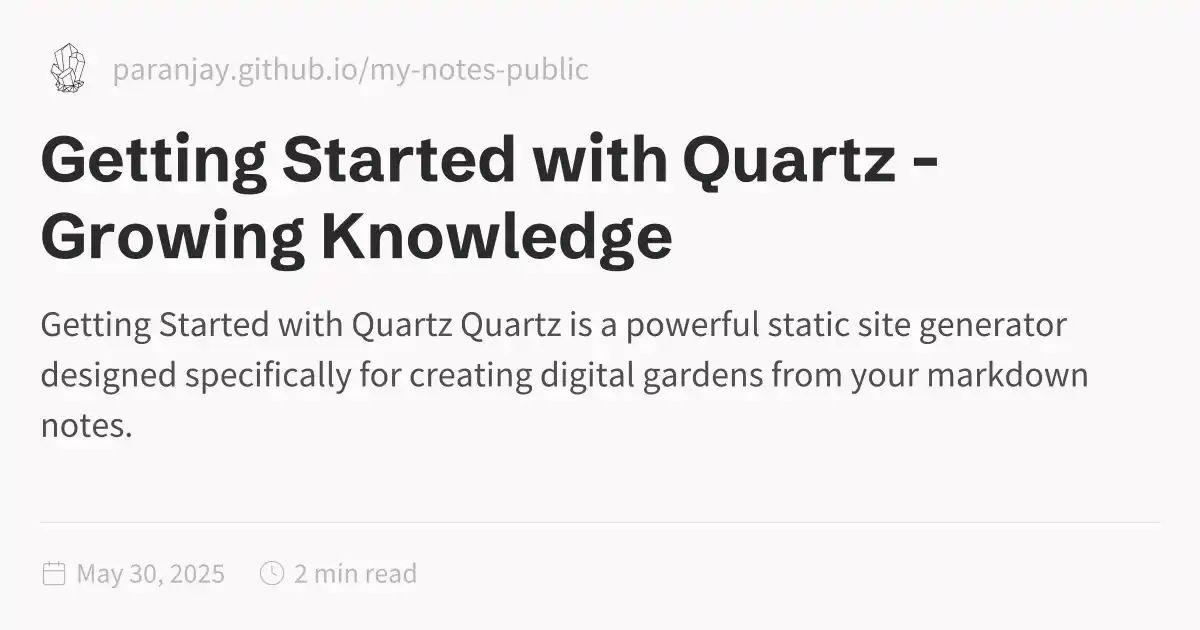 paranjay.github.io/my-notes-public
Getting Started with Quartz -
Growing Knowledge
Getting Started with Quartz Quartz is a powerful static site generator
designed specifically for creating digital gardens from your markdown
notes.
May 30, 2025 2 min read